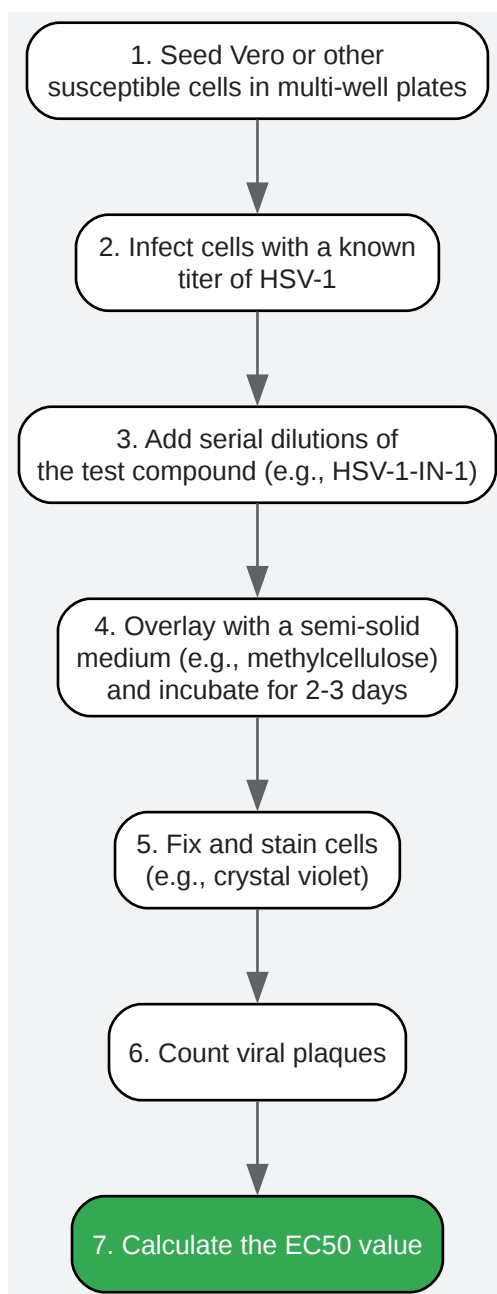 1. Seed Vero or other
susceptible cells in multi-well plates
2. Infect cells with a known
titer of HSV-1
3. Add serial dilutions of
the test compound (e.g., HSV-1-IN-1)
4. Overlay with a semi-solid
medium (e.g., methylcellulose)
and incubate for 2-3 days
5. Fix and stain cells
(e.g., crystal violet)
6. Count viral plaques
7. Calculate the EC50 value